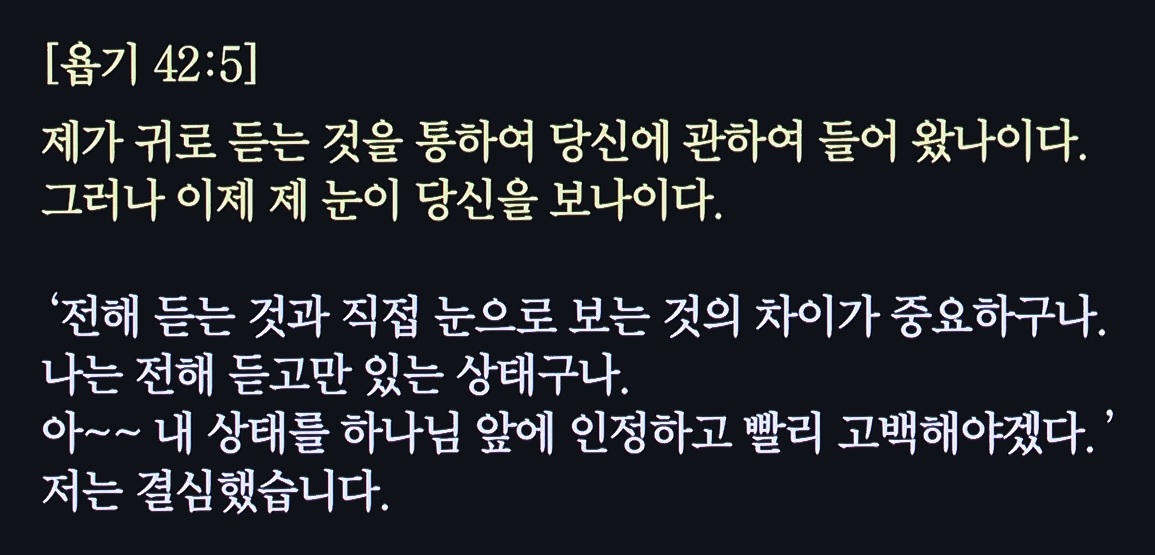 [욥기 42:5]
제가 귀로 듣는 것을 통하여 당신에 관하여 들어 왔나이다.
그러나 이제 제 눈이 당신을 보나이다.
‘전해 듣는 것과 직접 눈으로 보는 것의 차이가 중요하구나.
나는 전해 듣고만 있는 상태구나.
아~~ 내 상태를 하나님 앞에 인정하고 빨리 고백해야겠다.’
저는 결심했습니다.